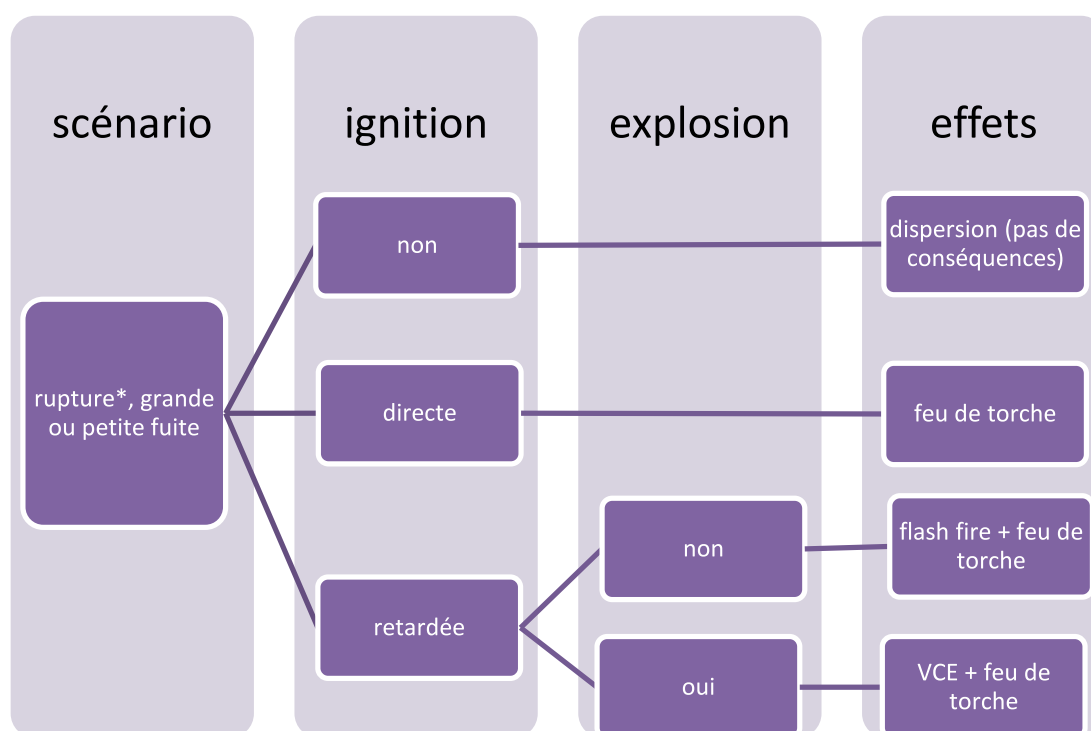 scénario
ignition
explosion
effets
non
dispersion (pas de
conséquences)
rupture*, grande
ou petite fuite
directe
feu de torche
retardée
non
flash fire + feu de
torche
oui
VCE + feu de
torche